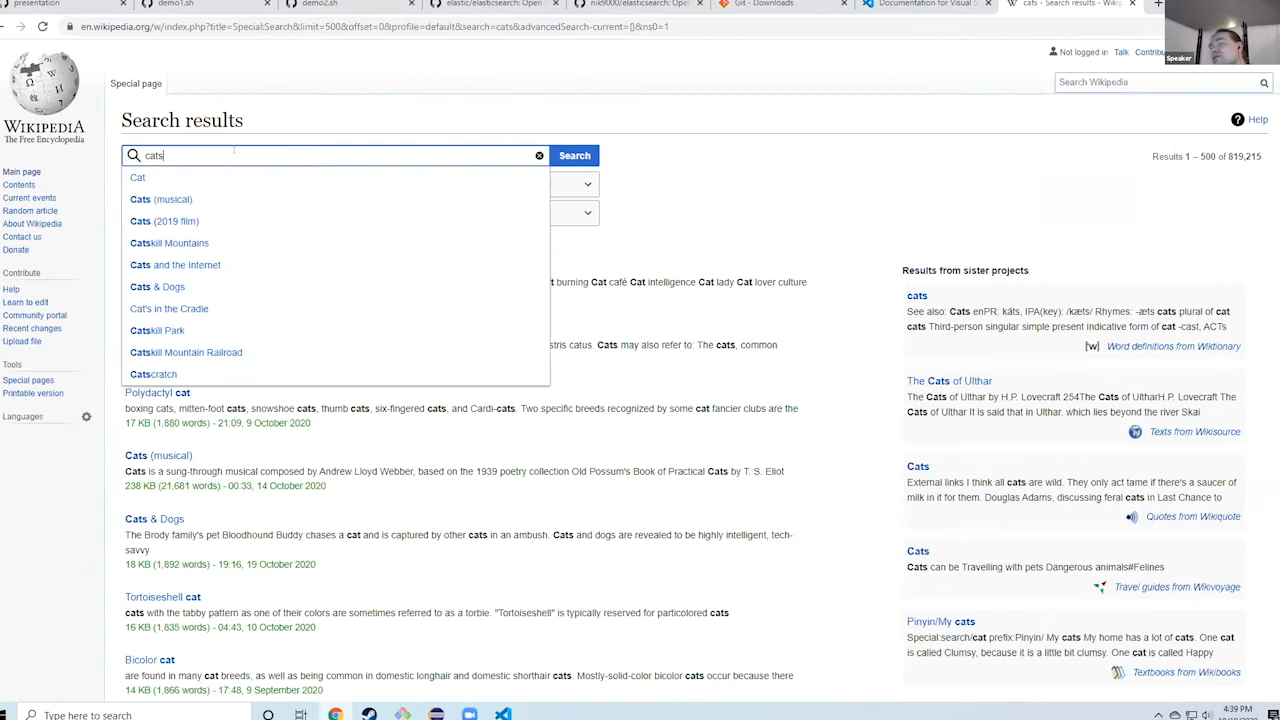 presentation
demo1.sh
demo2.sh
elastic/elasticsearch: Open
nik9000/elasticsearch: Open
Git - Downloads
Documentation for Visual S
cats - Search results - Wiki
en.wikipedia.org/w/index.php?title=Special:Search&limit=500&offset=0&profile=default&search=cats&advancedSearch-current={}&ns0=1
Speaker
Not logged in Talk
WIKIPEDIA
The Free Encyclopedia
Main page
Contents
Current events
Random article
About Wikipedia
Contact us
Donate
Contribute
Help
Learn to edit
Community portal
Recent changes
Upload file
Tools
Special pages
Printable version
Languages
Special page
Search Wikipedia
Search results
Help
cats
Search
Results 1 – 500 of 819,215
Cat
Cats (musical)
Cats (2019 film)
Catskill Mountains
Cats and the Internet
Cats & Dogs
Cat's in the Cradle
Catskill Park
Catskill Mountain Railroad
Catscratch
burning Cat café Cat intelligence Cat lady Cat lover culture
stris catus. Cats may also refer to: The cats, common
Polydactyl cat
boxing cats, mitten-foot cats, snowshoe cats, thumb cats, six-fingered cats, and Cardi-cats. Two specific breeds recognized by some cat fancier clubs are the
17 KB (1,880 words) - 21:09, 9 October 2020
Cats (musical)
Cats is a sung-through musical composed by Andrew Lloyd Webber, based on the 1939 poetry collection Old Possum's Book of Practical Cats by T. S. Eliot
238 KB (21,681 words) - 00:33, 14 October 2020
Cats & Dogs
The Brody family's pet Bloodhound Buddy chases a cat and is captured by other cats in an ambush. Cats and dogs are revealed to be highly intelligent, tech-
savvy
18 KB (1,892 words) - 19:16, 19 October 2020
Tortoiseshell cat
cats with the tabby pattern as one of their colors are sometimes referred to as a torbie. "Tortoiseshell" is typically reserved for particolored cats
16 KB (1,835 words) - 04:43, 10 October 2020
Bicolor cat
are found in many cat breeds, as well as being common in domestic longhair and domestic shorthair cats. Mostly-solid-color bicolor cats occur because there
14 KB (1,866 words) - 17:48, 9 September 2020
Results from sister projects
cats
See also: Cats enPR: kăts, IPA(key): /kæts/ Rhymes: -æts cats plural of cat
cats Third-person singular simple present indicative form of cat -cast, ACTs
Word definitions from Wiktionary
The Cats of Ulthar
The Cats of Ulthar by H.P. Lovecraft 254The Cats of UltharH.P. Lovecraft The
Cats of Ulthar It is said that in Ulthar, which lies beyond the river Skai
Texts from Wikisource
Cats
External links I think all cats are wild. They only act tame if there's a saucer of
milk in it for them. Douglas Adams, discussing feral cats in Last Chance to
Quotes from Wikiquote
Cats
Cats can be Travelling with pets Dangerous animals#Felines
Travel guides from Wikivoyage
Pinyin/My cats
Special:search/cat prefix:Pinyin/ My cats My home has a lot of cats. One cat
is called Clumsy, because it is a little bit clumsy. One cat is called Happy
Textbooks from Wikibooks
Type here to search
4:39 PM